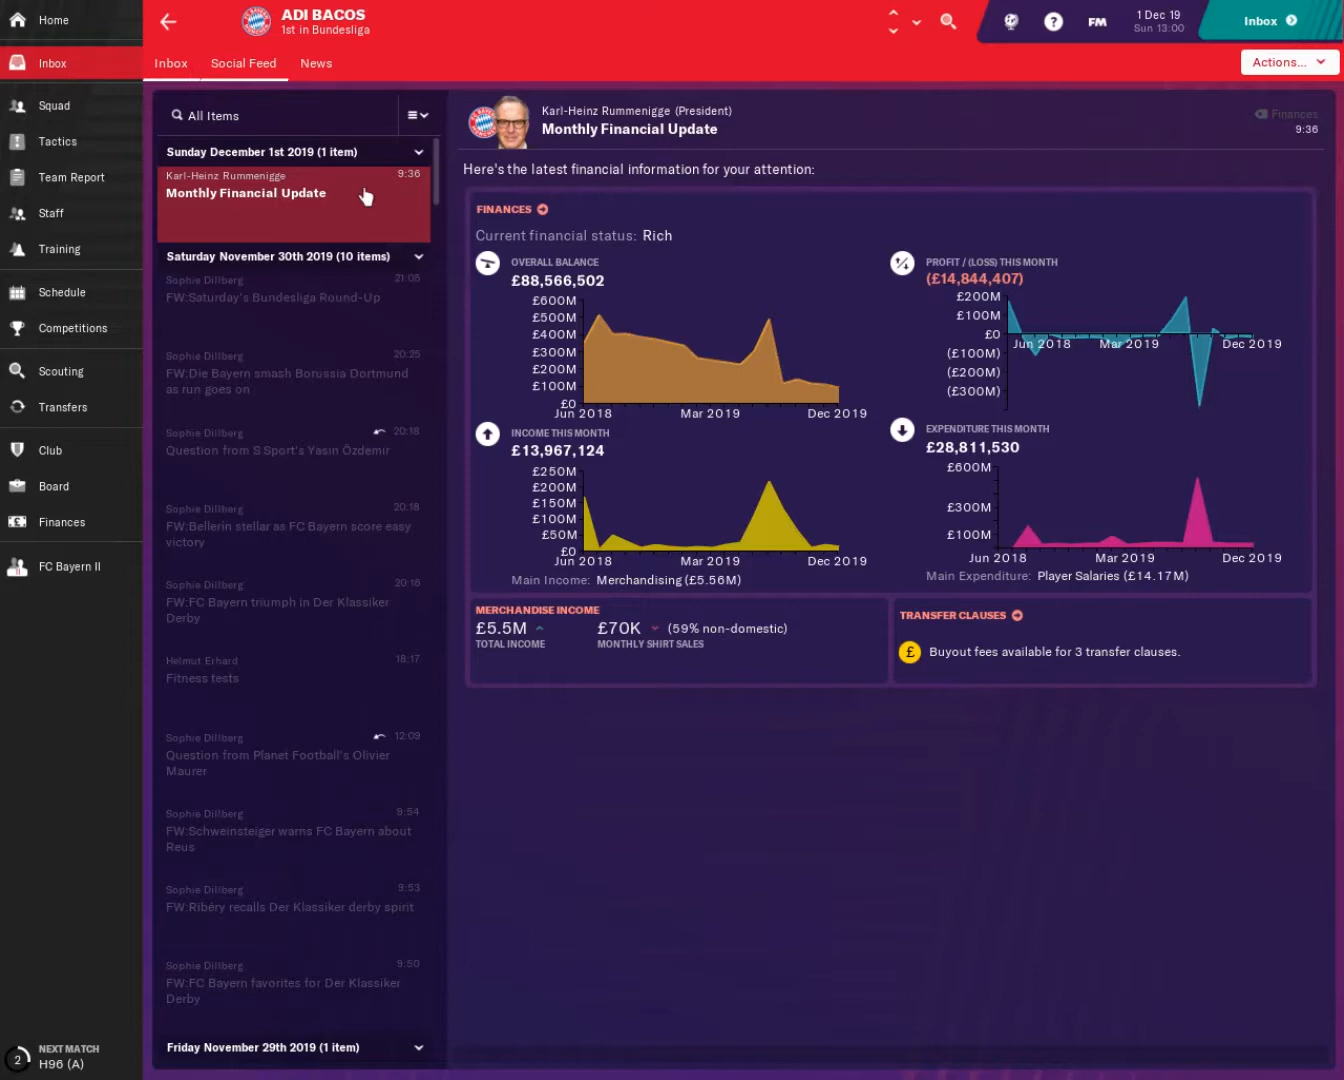 Home
Inbox
Squad
Tactics
Team Report
Staff
Training
Schedule
Competitions
Scouting
Transfers
Club
Board
Finances
FC Bayern II
2
NEXT MATCH
H96 (A)
ADI BACOS
1st in Bundesliga
?
FM
1 Dec 19
Sun 13:00
Inbox
Inbox
Social Feed
News
Actions...
All Items
Sunday December 1st 2019 (1 item)
Karl-Heinz Rummenigge
9:36
Monthly Financial Update
Saturday November 30th 2019 (10 items)
Sophie Dillberg
21:05
FW:Saturday's Bundesliga Round-Up
Sophie Dillberg
20:25
FW:Die Bayern smash Borussia Dortmund
as run goes on
Sophie Dillberg
20:18
Question from S Sport's Yasin Özdemir
Sophie Dillberg
20:18
FW:Bellerin stellar as FC Bayern score easy
victory
Sophie Dillberg
20:16
FW:FC Bayern triumph in Der Klassiker
Derby
Helmut Erhard
18:17
Fitness tests
Sophie Dillberg
12:09
Question from Planet Football's Olivier
Maurer
Sophie Dillberg
9:54
FW:Schweinsteiger warns FC Bayern about
Reus
Sophie Dillberg
9:53
FW:Ribéry recalls Der Klassiker derby spirit
Sophie Dillberg
9:50
FW:FC Bayern favorites for Der Klassiker
Derby
Friday November 29th 2019 (1 item)
Karl-Heinz Rummenigge (President)
Monthly Financial Update
Finances
9:36
Here's the latest financial information for your attention:
FINANCES
Current financial status: Rich
OVERALL BALANCE
£88,566,502
£600M
£500M
£400M
£300M
£200M
£100M
£0
Jun 2018
Mar 2019
Dec 2019
PROFIT / (LOSS) THIS MONTH
(£14,844,407)
£200M
£100M
£0
(£100M)
(£200M)
(£300M)
Jun 2018
Mar 2019
Dec 2019
INCOME THIS MONTH
£13,967,124
£250M
£200M
£150M
£100M
£50M
£0
Jun 2018
Mar 2019
Dec 2019
Main Income: Merchandising (£5.56M)
EXPENDITURE THIS MONTH
£28,811,530
£600M
£300M
£100M
Jun 2018
Mar 2019
Dec 2019
Main Expenditure: Player Salaries (£14.17M)
MERCHANDISE INCOME
£5.5M
£70K
(59% non-domestic)
TOTAL INCOME
MONTHLY SHIRT SALES
TRANSFER CLAUSES
£
Buyout fees available for 3 transfer clauses.